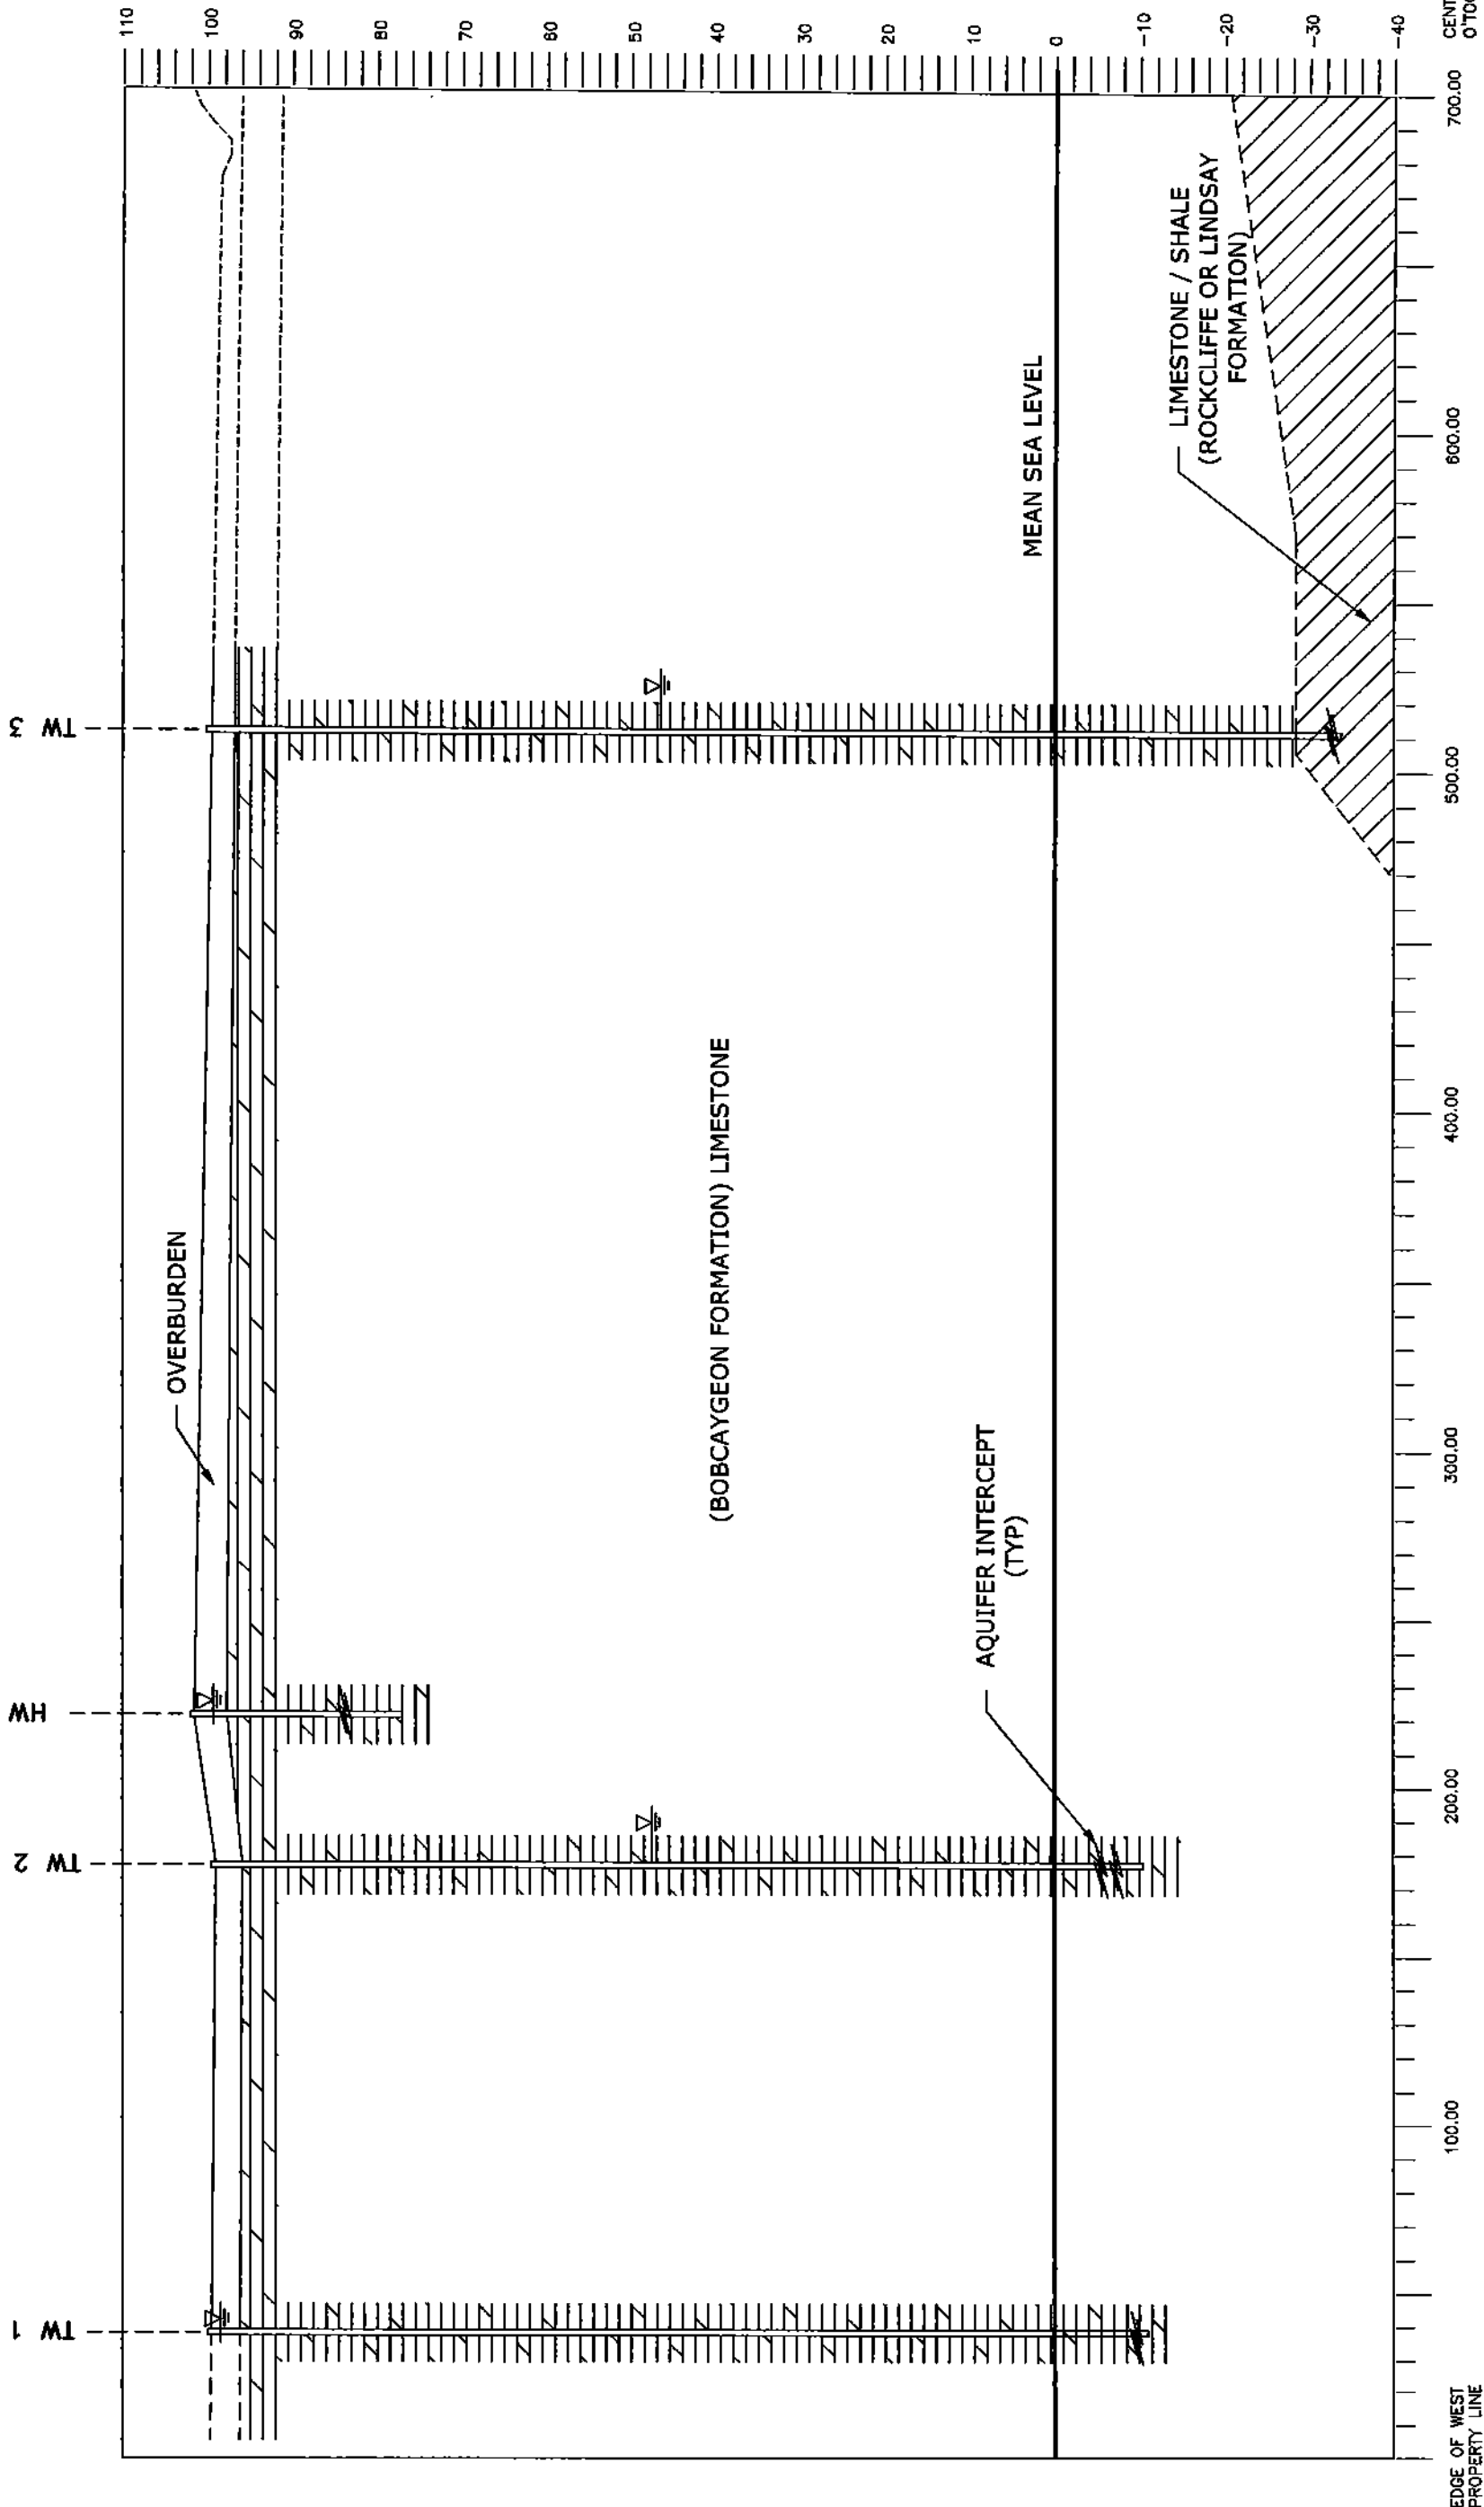 TW 1
TW 2
HW
TW 3
OVERBURDEN
(BOBCAYGEON FORMATION) LIMESTONE
AQUIFER INTERCEPT
(TYP)
MEAN SEA LEVEL
LIMESTONE / SHALE
(ROCKCLIFFE OR LINDSAY
FORMATION)
110
100
90
80
70
60
50
40
30
20
10
0
-10
-20
-30
-40
EDGE OF WEST
PROPERTY LINE
100.00
200.00
300.00
400.00
500.00
600.00
700.00
CENT